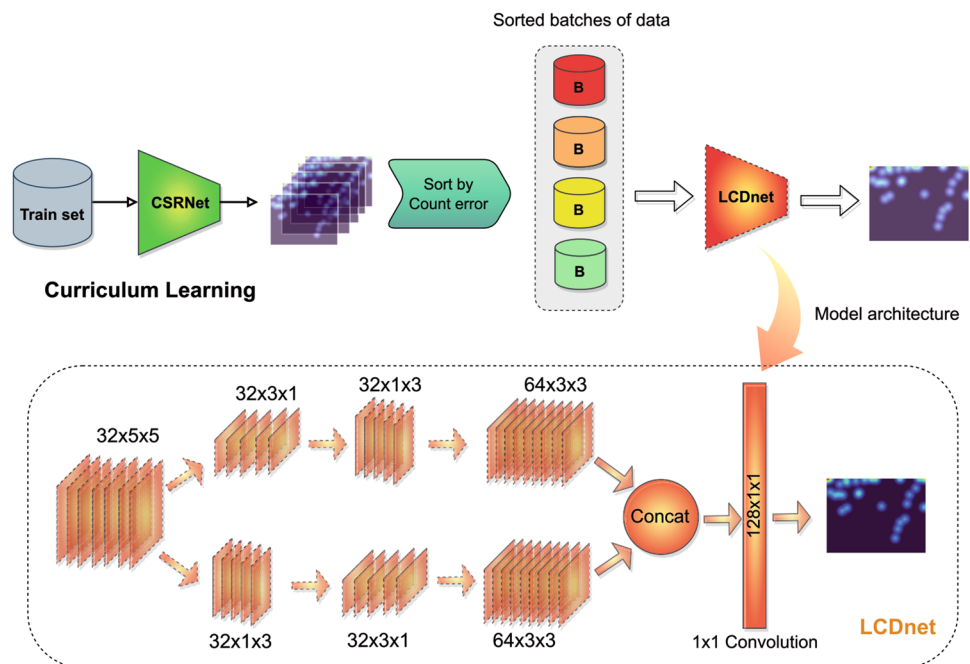 Sorted batches of data
B
B
B
B
Train set
CSRNet
Sort by
Count error
LCDnet
Curriculum Learning
Model architecture
32x5x5
32x3x1
32x1x3
64x3x3
Concat
128x1x1
32x1x3
32x3x1
64x3x3
1x1 Convolution
LCDnet